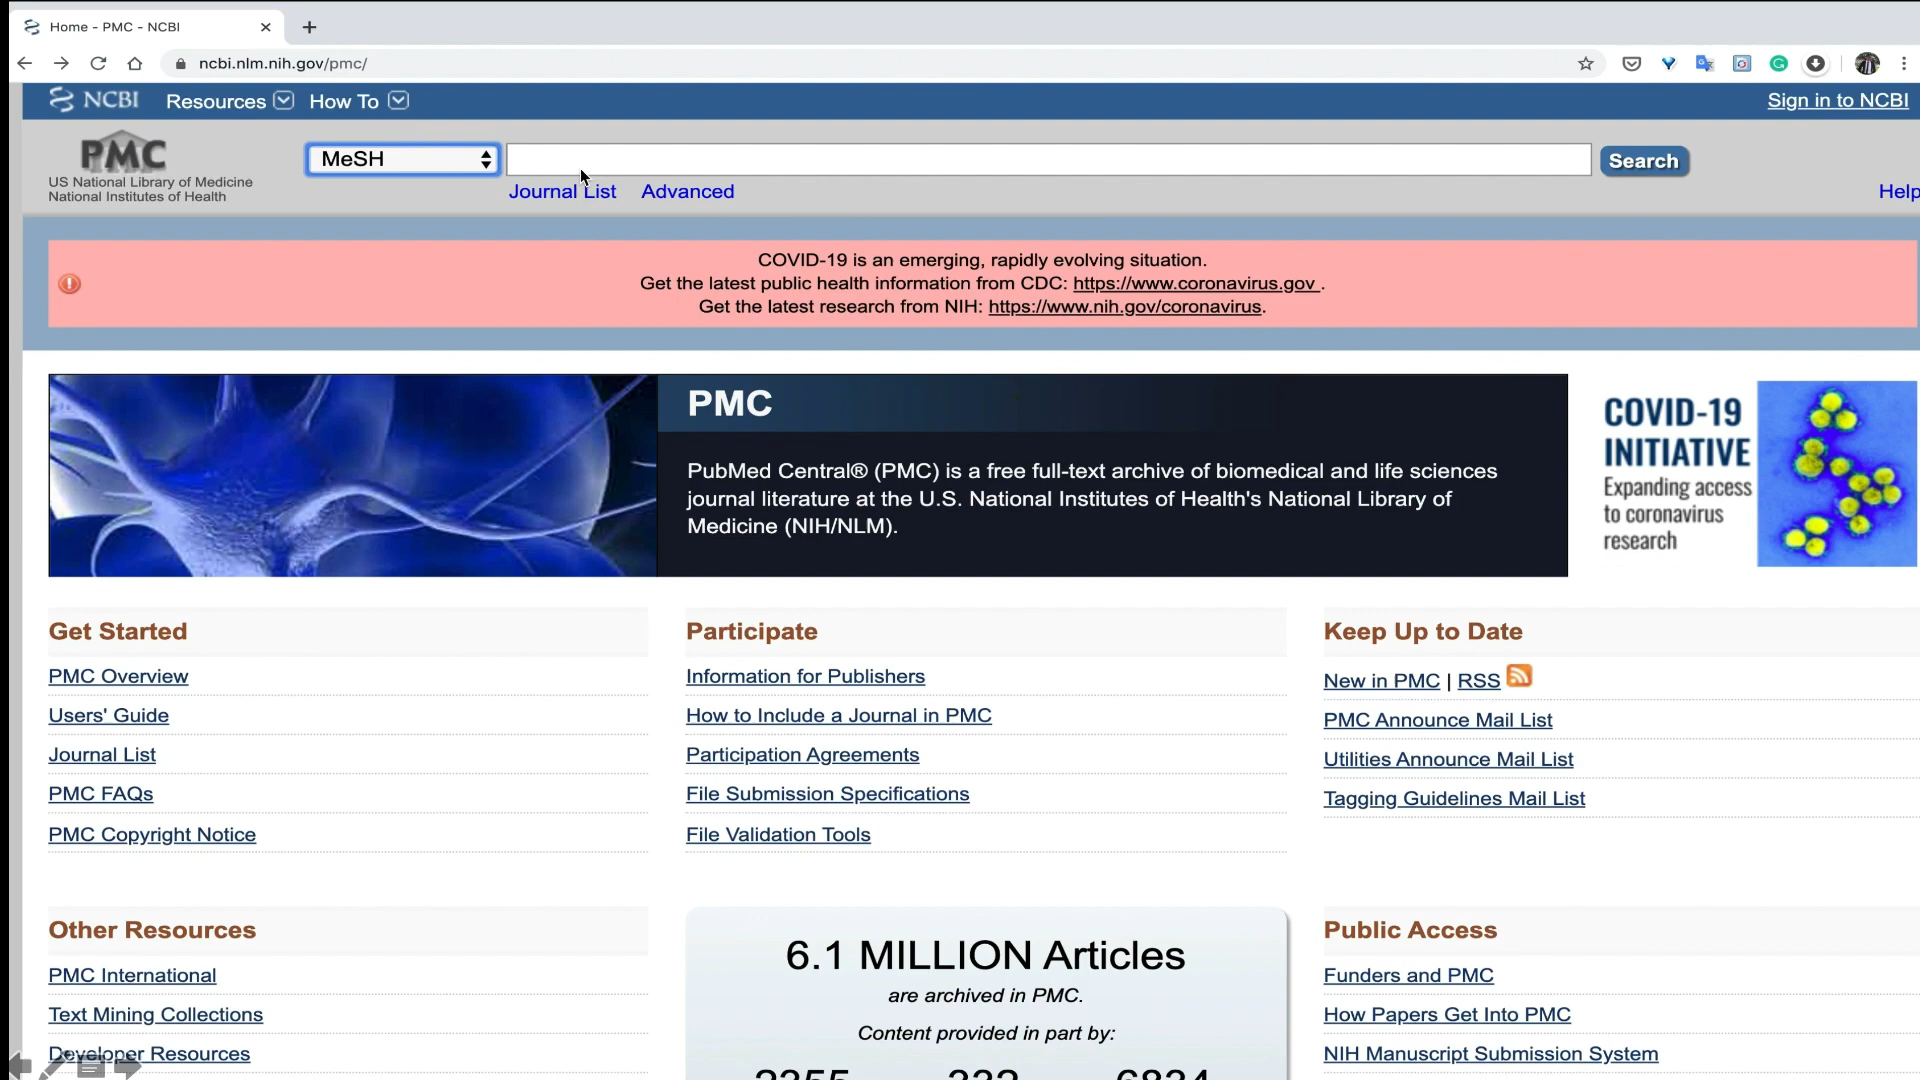 Home - PMC - NCBI
ncbi.nlm.nih.gov/pmc/
NCBI Resources How To Sign in to NCBI
PMC
US National Library of Medicine
National Institutes of Health
MeSH
Search
Journal List Advanced
Help
COVID-19 is an emerging, rapidly evolving situation.
Get the latest public health information from CDC: https://www.coronavirus.gov .
Get the latest research from NIH: https://www.nih.gov/coronavirus.
PMC
PubMed Central® (PMC) is a free full-text archive of biomedical and life sciences
journal literature at the U.S. National Institutes of Health's National Library of
Medicine (NIH/NLM).
COVID-19
INITIATIVE
Expanding access
to coronavirus
research
Get Started
PMC Overview
Users' Guide
Journal List
PMC FAQs
PMC Copyright Notice
Participate
Information for Publishers
How to Include a Journal in PMC
Participation Agreements
File Submission Specifications
File Validation Tools
Keep Up to Date
New in PMC | RSS
PMC Announce Mail List
Utilities Announce Mail List
Tagging Guidelines Mail List
Other Resources
PMC International
Text Mining Collections
Developer Resources
6.1 MILLION Articles
are archived in PMC.
Content provided in part by:
Public Access
Funders and PMC
How Papers Get Into PMC
NIH Manuscript Submission System